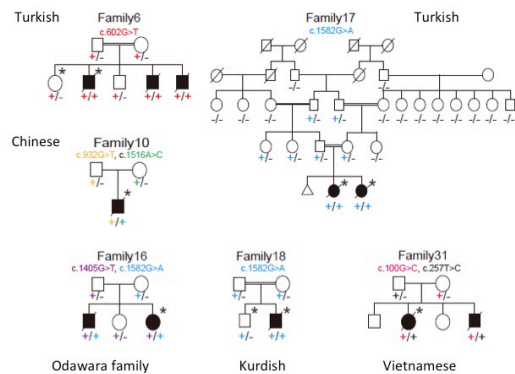 Turkish
Family6
c.602G>T
+/- +/-
* *
+/- +/+ +/- +/+ +/+
Family17
c.1582G>A
Turkish
-/- -/-
-/- -/- -/- +/- +/- -/- -/- -/- -/- -/- -/- -/- -/-
+/- +/- +/- +/- -/-
* *
+/+ +/+
Chinese
Family10
c.932G>T, c.1516A>C
+/- +/-
*
+/+
Family16
c.1405G>T, c.1582G>A
+/- +/-
*
+/+ +/- +/+
Odawara family
Family18
c.1582G>A
+/- +/-
* *
+/- +/+
Kurdish
Family31
c.100G>C, c.257T>C
+/- +/-
*
+/+ +/+
Vietnamese